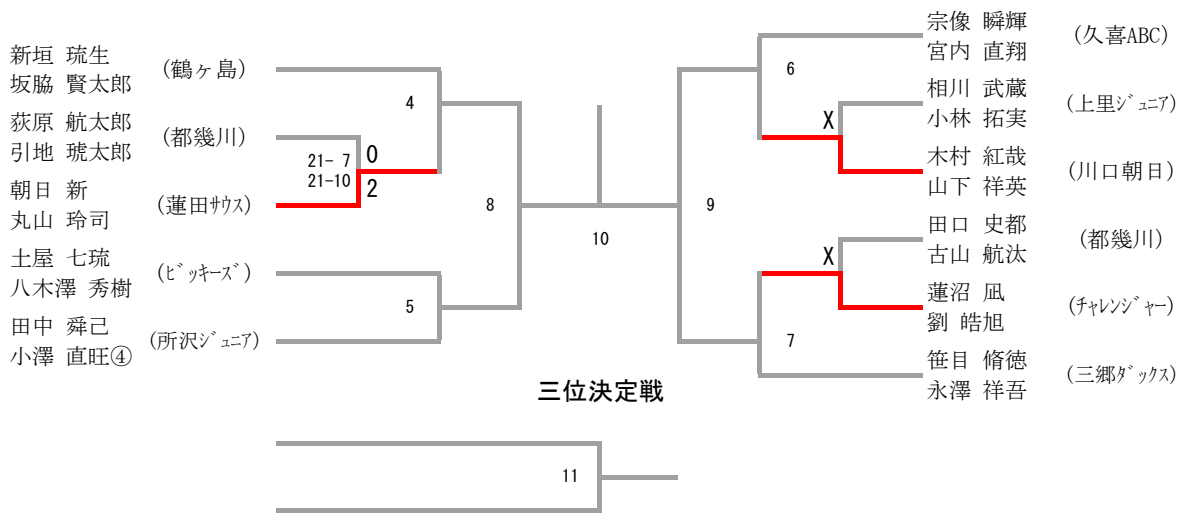 新垣 琉生
坂脇 賢太郎
(鶴ヶ島)
荻原 航太郎
引地 琥太郎
(都幾川)
朝日 新
丸山 玲司
(蓮田ｻｳｽ)
土屋 七琉
八木澤 秀樹
(ﾋﾞｯｷｰｽﾞ)
田中 舜己
小澤 直旺④
(所沢ｼﾞｭﾆｱ)
4
21- 7
21-10
0
2
5
8
10
9
6
X
X
7
宗像 瞬輝
宮内 直翔
(久喜ABC)
相川 武蔵
小林 拓実
(上里ｼﾞｭﾆｱ)
木村 紅哉
山下 祥英
(川口朝日)
田口 史都
古山 航汰
(都幾川)
蓮沼 凪
劉 皓旭
(ﾁｬﾚﾝｼﾞｬｰ)
笹目 脩徳
永澤 祥吾
(三郷ﾀﾞｯｸｽ)
三位決定戦
11